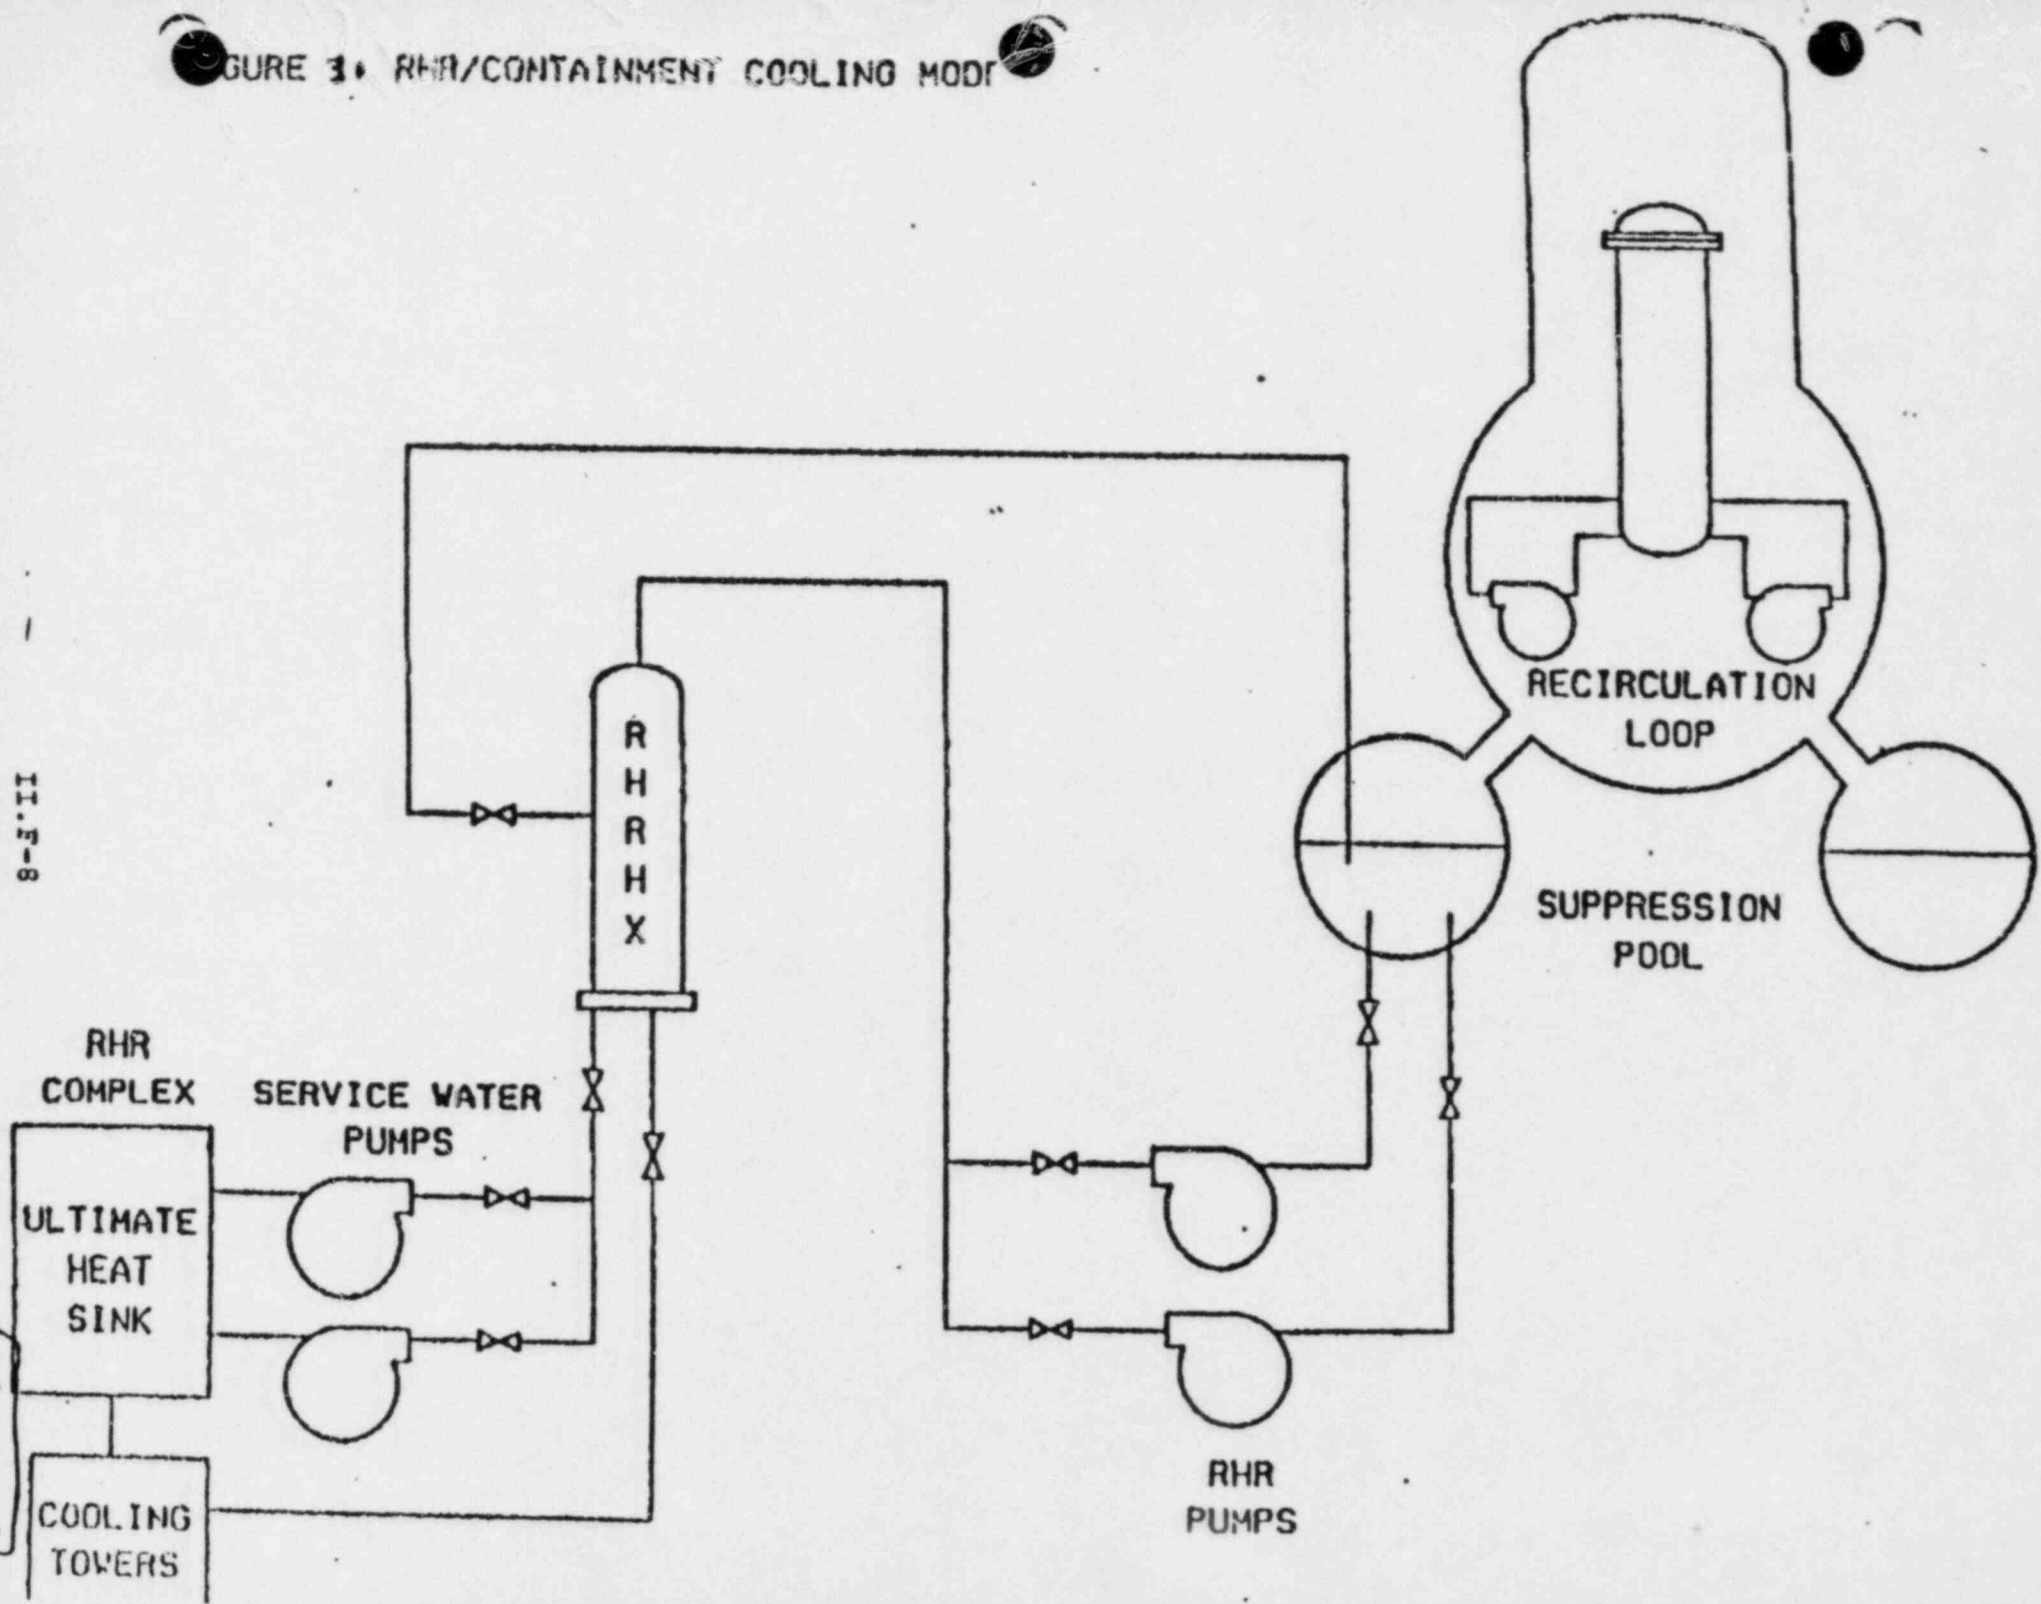 GURE 1. RHR/CONTAINMENT COOLING MODE
RECIRCULATION
LOOP
R
H
R
H
X
SUPPRESSION
POOL
II.F-8
RHR
COMPLEX
SERVICE WATER
PUMPS
ULTIMATE
HEAT
SINK
RHR
PUMPS
COOLING
TOWERS